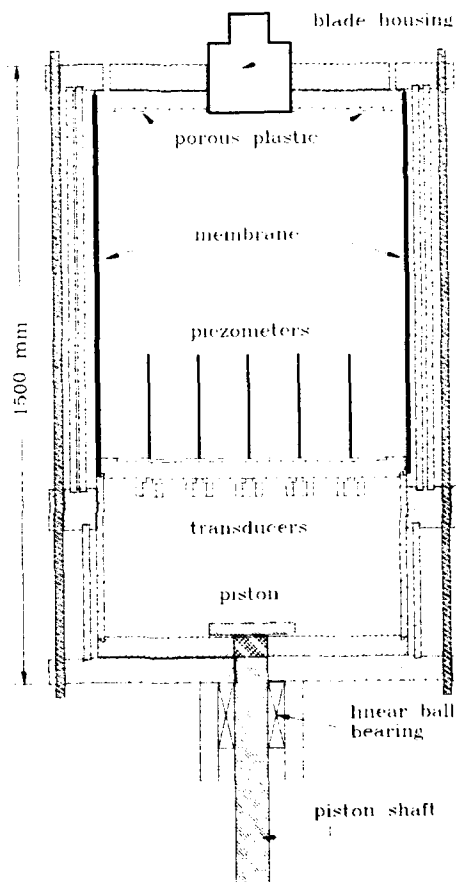 blade housing
porous plastic
membrane
piezometers
1500 mm
transducers
piston
linear ball
bearing
piston shaft